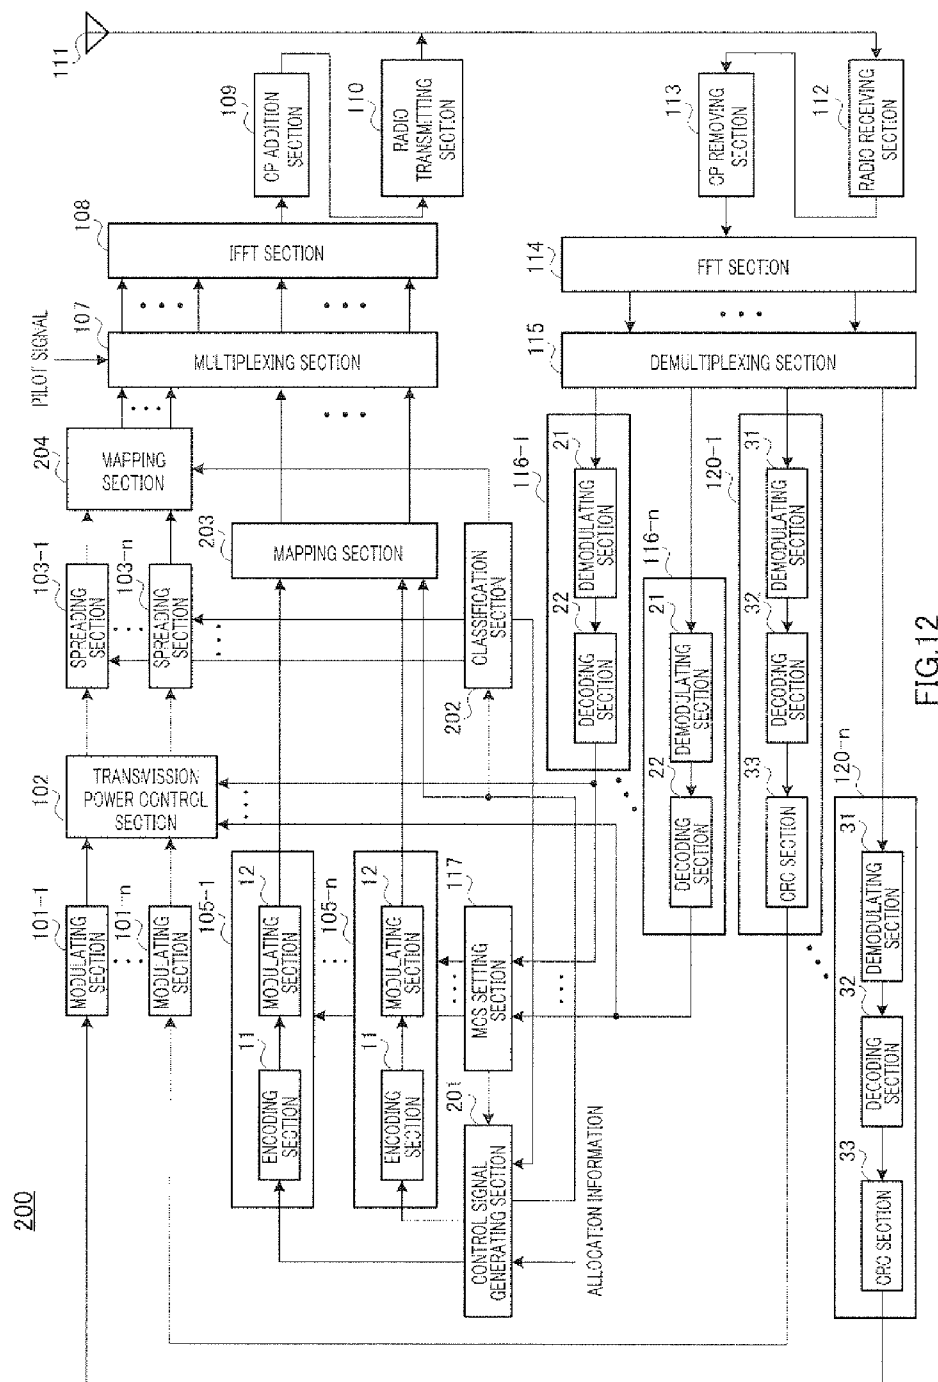 200
101-1
MODULATING
SECTION
101-n
MODULATING
SECTION
102
TRANSMISSION
POWER CONTROL
SECTION
103-1
SPREADING
SECTION
103-n
SPREADING
SECTION
204
MAPPING
SECTION
PILOT SIGNAL
107
MULTIPLEXING SECTION
108
IFFT SECTION
109
CP ADDITION
SECTION
110
RADIO
TRANSMITTING
SECTION
111
105-1
11
ENCODING
SECTION
12
MODULATING
SECTION
105-n
11
ENCODING
SECTION
12
MODULATING
SECTION
203
MAPPING SECTION
201
CONTROL SIGNAL
GENERATING SECTION
117
MCS SETTING
SECTION
202
CLASSIFICATION
SECTION
ALLOCATION INFORMATION
116-1
22
DECODING
SECTION
21
DEMODULATING
SECTION
116-n
22
DECODING
SECTION
21
DEMODULATING
SECTION
120-1
33
CRC SECTION
32
DECODING
SECTION
31
DEMODULATING
SECTION
120-n
33
CRC SECTION
32
DECODING
SECTION
31
DEMODULATING
SECTION
115
DEMULTIPLEXING SECTION
114
FFT SECTION
113
CP REMOVING
SECTION
112
RADIO RECEIVING
SECTION
FIG.12